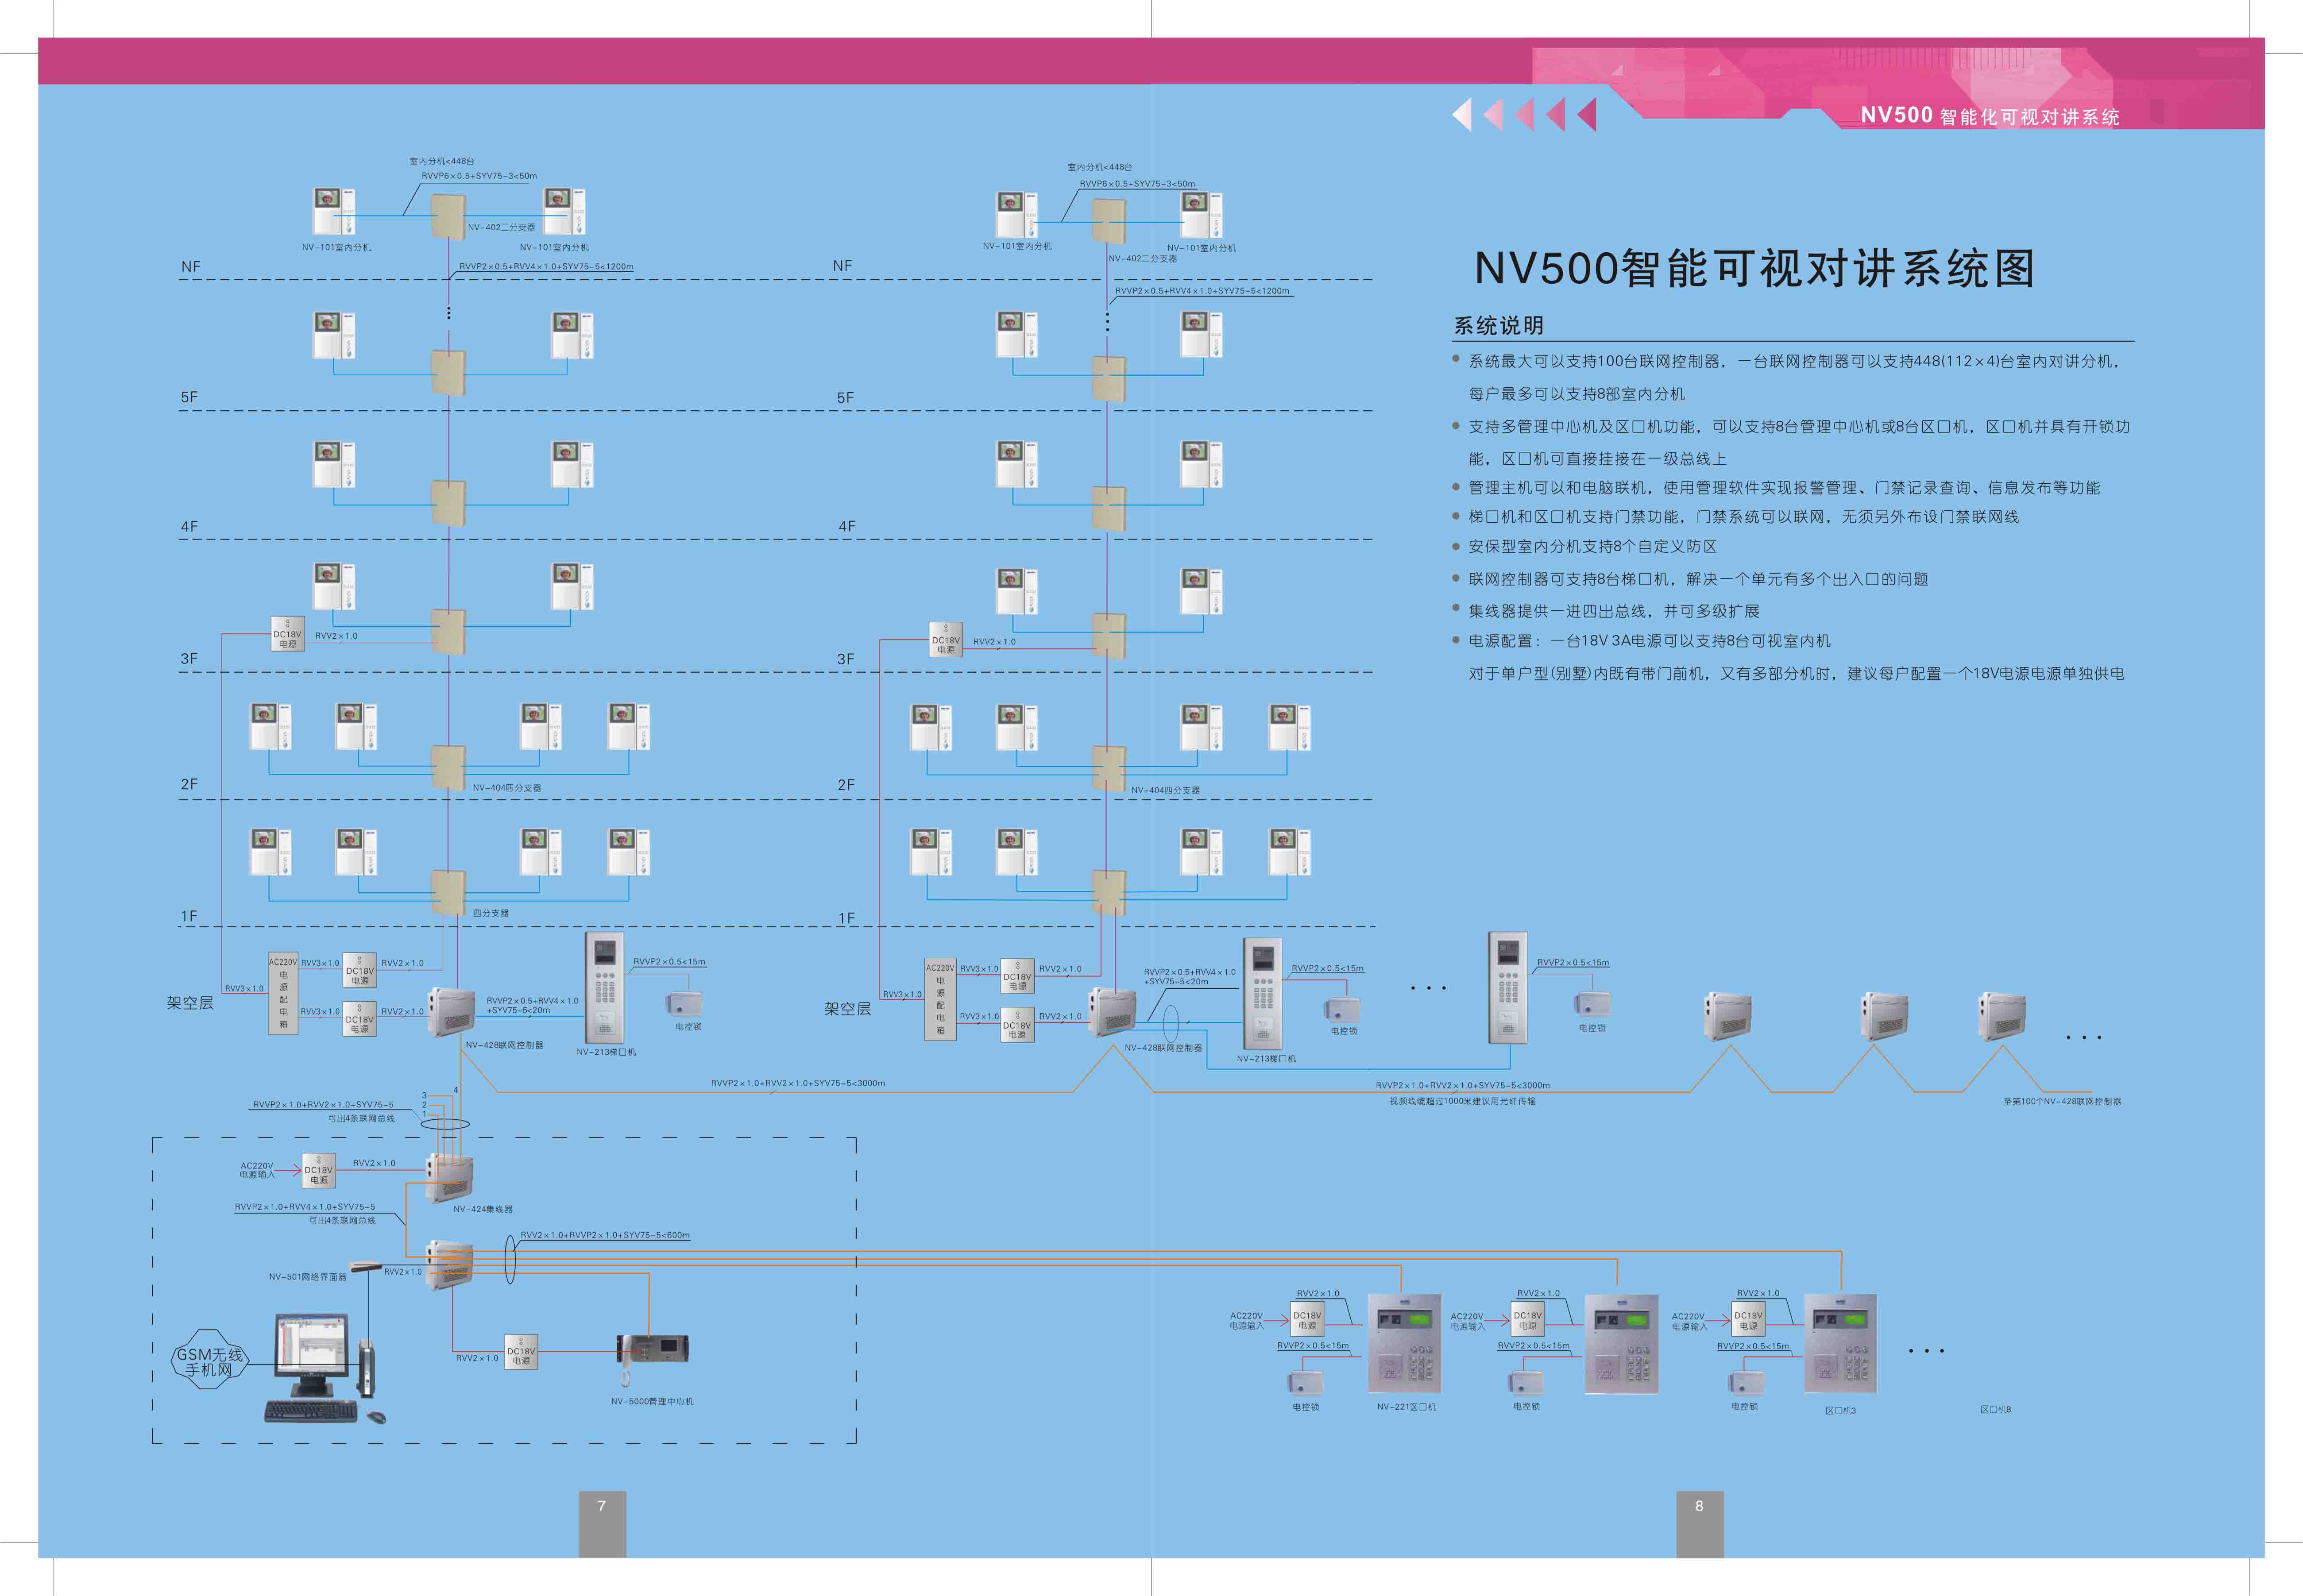 NV500 智能化可视对讲系统
室内分机<448台
RVVP6×0.5+SYV75-3<50m
NV-402二分支器
NV-101室内分机
NV-101室内分机
NF
RVVP2×0.5+RVV4×1.0+SYV75-5<1200m
5F
4F
DC18V
电源
RVV2×1.0
3F
2F
NV-404四分支器
1F
四分支器
AC220V
电
源
配
电
箱
RVV3×1.0
DC18V
电源
RVV2×1.0
RVV3×1.0
架空层
RVV3×1.0
DC18V
电源
RVV2×1.0
RVVP2×0.5+RVV4×1.0
+SYV75-5<20m
NV-428联网控制器
NV-213梯口机
RVVP2×0.5<15m
电控锁
室内分机<448台
RVVP6×0.5+SYV75-3<50m
NV-101室内分机
NV-101室内分机
NV-402二分支器
NF
RVVP2×0.5+RVV4×1.0+SYV75-5<1200m
5F
4F
DC18V
电源
RVV2×1.0
3F
2F
NV-404四分支器
1F
AC220V
电
源
配
电
箱
RVV3×1.0
DC18V
电源
RVV2×1.0
RVV3×1.0
架空层
RVV3×1.0
DC18V
电源
RVV2×1.0
RVVP2×0.5+RVV4×1.0
+SYV75-5<20m
NV-428联网控制器
NV-213梯口机
RVVP2×0.5<15m
电控锁
RVVP2×0.5<15m
电控锁
NV500智能可视对讲系统图
系统说明
系统最大可以支持100台联网控制器，一台联网控制器可以支持448(112×4)台室内对讲分机，
每户最多可以支持8部室内分机
支持多管理中心机及区口机功能，可以支持8台管理中心机或8台区口机，区口机并具有开锁功
能，区口机可直接挂接在一级总线上
管理主机可以和电脑联机，使用管理软件实现报警管理、门禁记录查询、信息发布等功能
梯口机和区口机支持门禁功能，门禁系统可以联网，无须另外布设门禁联网线
安保型室内分机支持8个自定义防区
联网控制器可支持8台梯口机，解决一个单元有多个出入口的问题
集线器提供一进四出总线，并可多级扩展
电源配置：一台18V 3A电源可以支持8台可视室内机
对于单户型(别墅)内既有带门前机，又有多部分机时，建议每户配置一个18V电源电源单独供电
RVVP2×1.0+RVV2×1.0+SYV75-5<3000m
RVVP2×1.0+RVV2×1.0+SYV75-5<3000m
视频线缆超过1000米建议用光纤传输
至第100个NV-428联网控制器
4
3
2
1
RVVP2×1.0+RVV2×1.0+SYV75-5
可出4条联网总线
AC220V
电源输入
DC18V
电源
RVV2×1.0
NV-424集线器
RVVP2×1.0+RVV4×1.0+SYV75-5
可出4条联网总线
RVV2×1.0+RVVP2×1.0+SYV75-5<600m
NV-501网络界面器
RVV2×1.0
GSM无线
手机网
RVV2×1.0
DC18V
电源
NV-5000管理中心机
AC220V
电源输入
DC18V
电源
RVV2×1.0
RVVP2×0.5<15m
电控锁
NV-221区口机
AC220V
电源输入
DC18V
电源
RVV2×1.0
RVVP2×0.5<15m
电控锁
AC220V
电源输入
DC18V
电源
RVV2×1.0
RVVP2×0.5<15m
电控锁
区口机3
区口机8
7
8